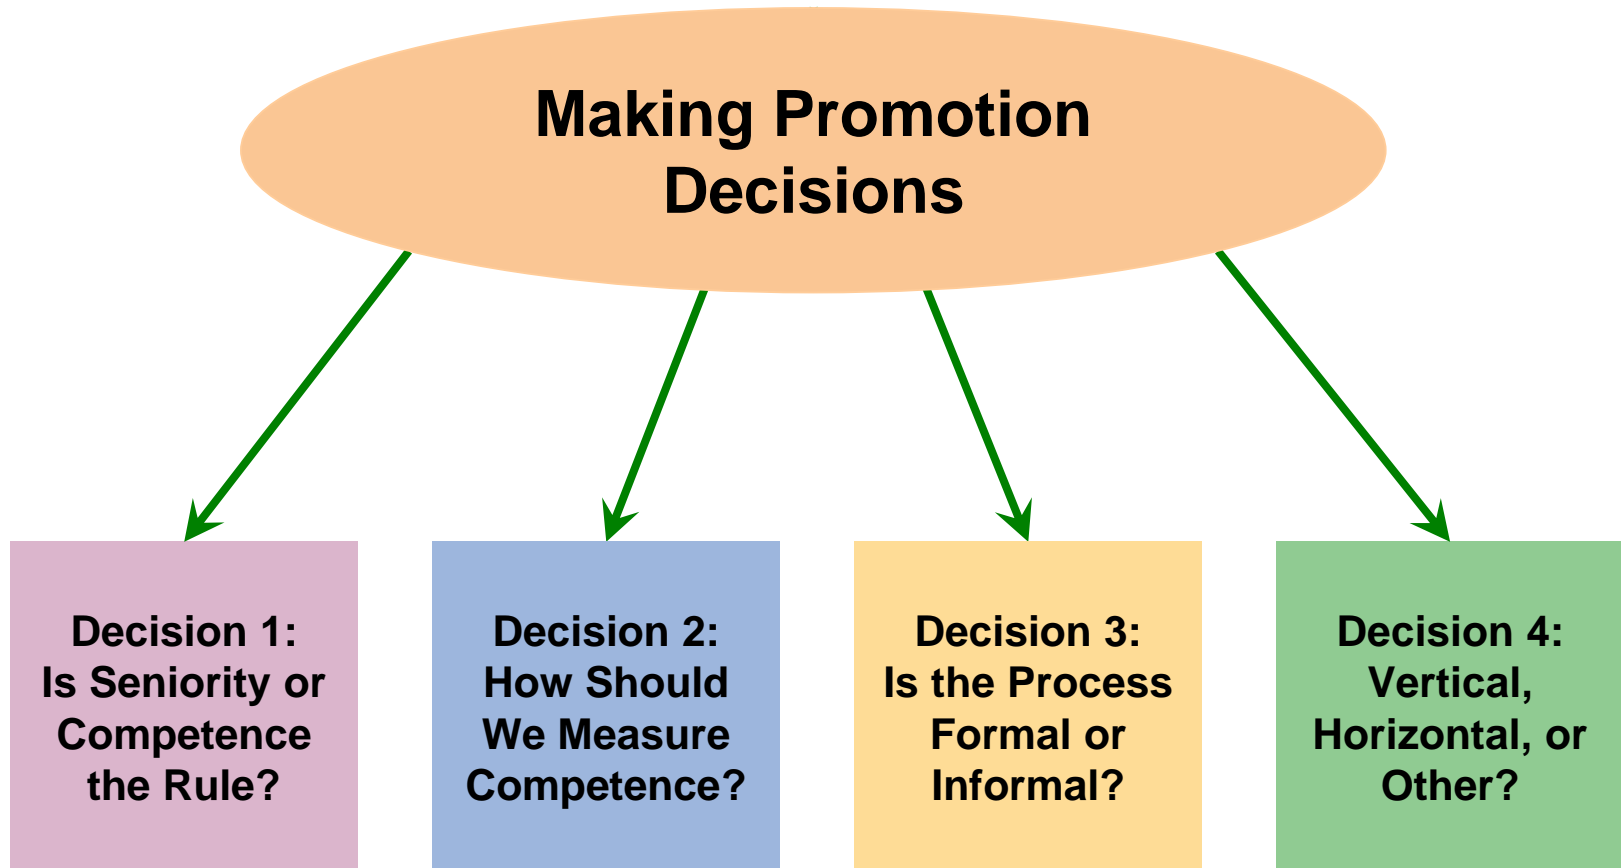 Making Promotion
Decisions
Decision 1:
Is Seniority or
Competence
the Rule?
Decision 2:
How Should
We Measure
Competence?
Decision 3:
Is the Process
Formal or
Informal?
Decision 4:
Vertical,
Horizontal, or
Other?